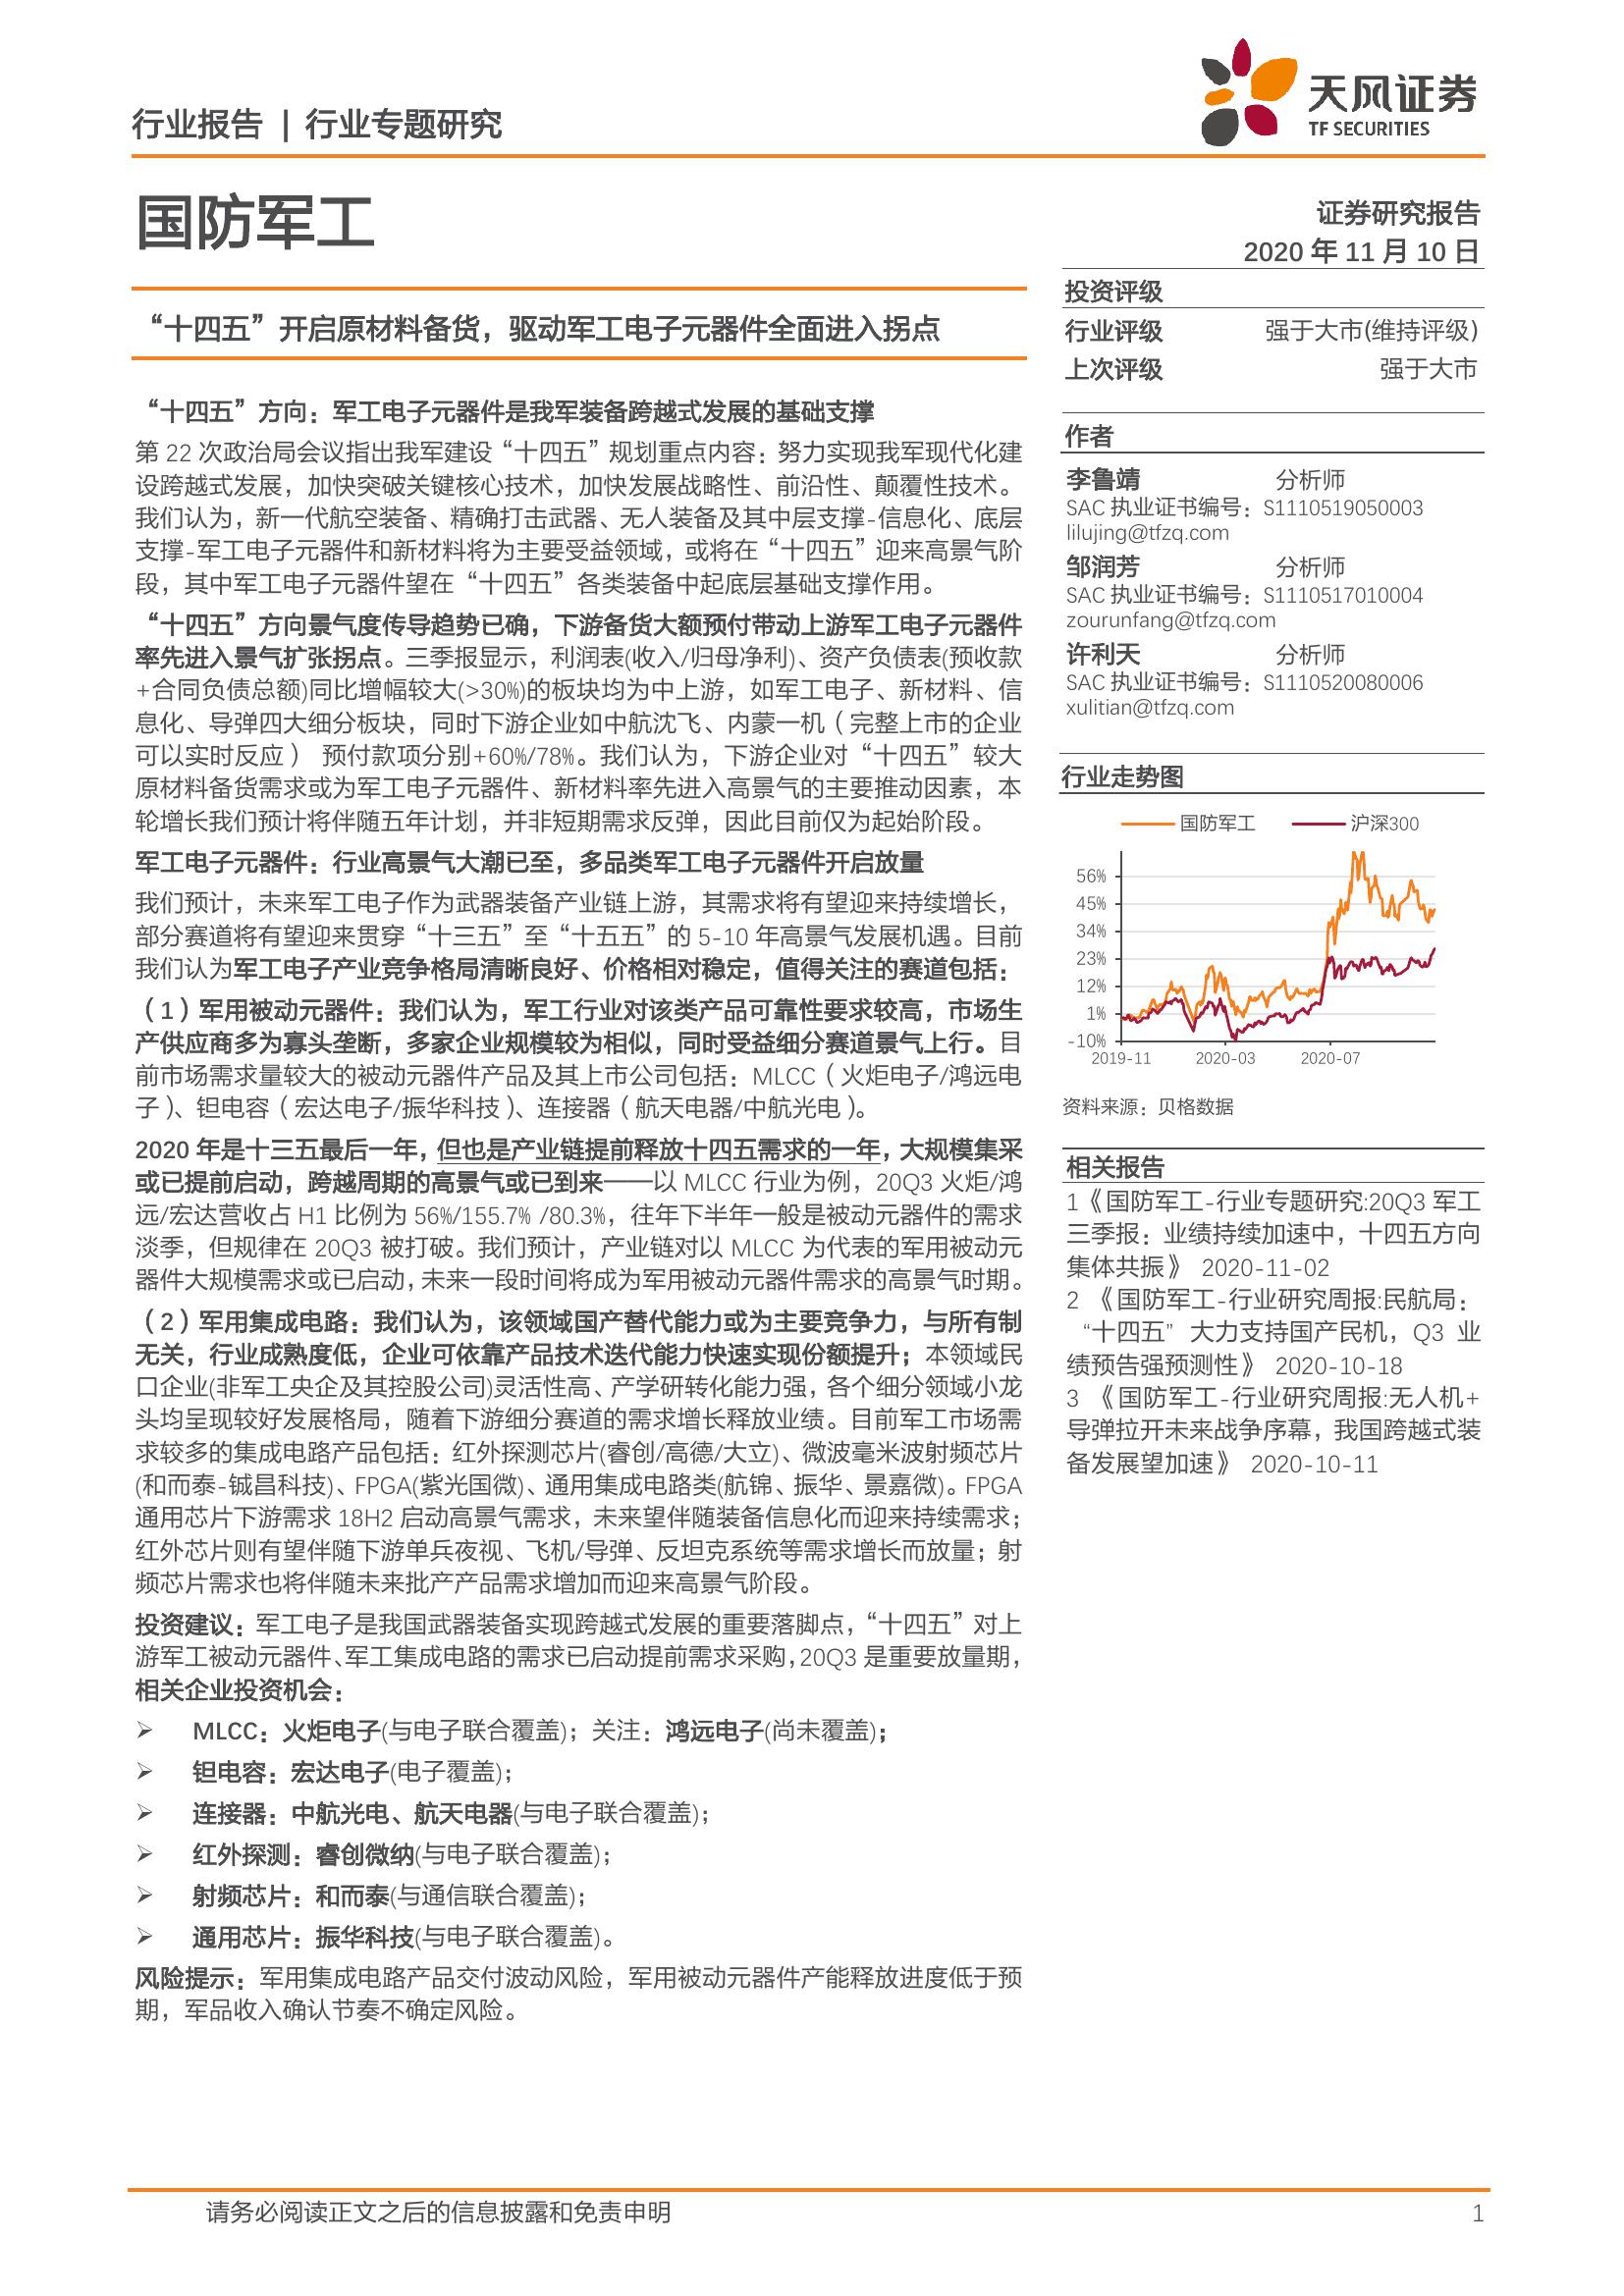 行业报告 | 行业专题研究
天风证券
TF SECURITIES
国防军工
证券研究报告
2020 年 11 月 10 日
“十四五”开启原材料备货，驱动军工电子元器件全面进入拐点
“十四五”方向：军工电子元器件是我军装备跨越式发展的基础支撑
第 22 次政治局会议指出我军建设“十四五”规划重点内容：努力实现我军现代化建
设跨越式发展，加快突破关键核心技术，加快发展战略性、前沿性、颠覆性技术。
我们认为，新一代航空装备、精确打击武器、无人装备及其中层支撑-信息化、底层
支撑-军工电子元器件和新材料将为主要受益领域，或将在“十四五”迎来高景气阶
段，其中军工电子元器件望在“十四五”各类装备中起底层基础支撑作用。
“十四五”方向景气度传导趋势已确，下游备货大额预付带动上游军工电子元器件
率先进入景气扩张拐点。三季报显示，利润表(收入/归母净利)、资产负债表(预收款
+合同负债总额)同比增幅较大(>30%)的板块均为中上游，如军工电子、新材料、信
息化、导弹四大细分板块，同时下游企业如中航沈飞、内蒙一机（完整上市的企业
可以实时反应） 预付款项分别+60%/78%。我们认为，下游企业对“十四五”较大
原材料备货需求或为军工电子元器件、新材料率先进入高景气的主要推动因素，本
轮增长我们预计将伴随五年计划，并非短期需求反弹，因此目前仅为起始阶段。
军工电子元器件：行业高景气大潮已至，多品类军工电子元器件开启放量
我们预计，未来军工电子作为武器装备产业链上游，其需求将有望迎来持续增长，
部分赛道将有望迎来贯穿“十三五”至“十五五”的 5-10 年高景气发展机遇。目前
我们认为军工电子产业竞争格局清晰良好、价格相对稳定，值得关注的赛道包括：
（1）军用被动元器件：我们认为，军工行业对该类产品可靠性要求较高，市场生
产供应商多为寡头垄断，多家企业规模较为相似，同时受益细分赛道景气上行。目
前市场需求量较大的被动元器件产品及其上市公司包括：MLCC（火炬电子/鸿远电
子）、钽电容（宏达电子/振华科技）、连接器（航天电器/中航光电）。
2020 年是十三五最后一年，但也是产业链提前释放十四五需求的一年，大规模集采
或已提前启动，跨越周期的高景气或已到来——以 MLCC 行业为例，20Q3 火炬/鸿
远/宏达营收占 H1 比例为 56%/155.7% /80.3%，往年下半年一般是被动元器件的需求
淡季，但规律在 20Q3 被打破。我们预计，产业链对以 MLCC 为代表的军用被动元
器件大规模需求或已启动，未来一段时间将成为军用被动元器件需求的高景气时期。
（2）军用集成电路：我们认为，该领域国产替代能力或为主要竞争力，与所有制
无关，行业成熟度低，企业可依靠产品技术迭代能力快速实现份额提升；本领域民
口企业(非军工央企及其控股公司)灵活性高、产学研转化能力强，各个细分领域小龙
头均呈现较好发展格局，随着下游细分赛道的需求增长释放业绩。目前军工市场需
求较多的集成电路产品包括：红外探测芯片(睿创/高德/大立)、微波毫米波射频芯片
(和而泰-铖昌科技)、FPGA(紫光国微)、通用集成电路类(航锦、振华、景嘉微)。FPGA
通用芯片下游需求 18H2 启动高景气需求，未来望伴随装备信息化而迎来持续需求；
红外芯片则有望伴随下游单兵夜视、飞机/导弹、反坦克系统等需求增长而放量；射
频芯片需求也将伴随未来批产产品需求增加而迎来高景气阶段。
投资建议：军工电子是我国武器装备实现跨越式发展的重要落脚点，“十四五”对上
游军工被动元器件、军工集成电路的需求已启动提前需求采购，20Q3 是重要放量期，
相关企业投资机会：
➢ MLCC：火炬电子(与电子联合覆盖)；关注：鸿远电子(尚未覆盖)；
➢ 钽电容：宏达电子(电子覆盖)；
➢ 连接器：中航光电、航天电器(与电子联合覆盖)；
➢ 红外探测：睿创微纳(与电子联合覆盖)；
➢ 射频芯片：和而泰(与通信联合覆盖)；
➢ 通用芯片：振华科技(与电子联合覆盖)。
风险提示：军用集成电路产品交付波动风险，军用被动元器件产能释放进度低于预
期，军品收入确认节奏不确定风险。
投资评级
行业评级 强于大市(维持评级)
上次评级 强于大市
作者
李鲁靖 分析师
SAC 执业证书编号：S1110519050003
lilujing@tfzq.com
邹润芳 分析师
SAC 执业证书编号：S1110517010004
zourunfang@tfzq.com
许利天 分析师
SAC 执业证书编号：S1110520080006
xulitian@tfzq.com
行业走势图
国防军工 沪深300
56%
45%
34%
23%
12%
1%
-10%
2019-11 2020-03 2020-07
资料来源：贝格数据
相关报告
1《国防军工-行业专题研究:20Q3 军工
三季报：业绩持续加速中，十四五方向
集体共振》 2020-11-02
2 《国防军工-行业研究周报:民航局：
“十四五” 大力支持国产民机，Q3 业
绩预告强预测性》 2020-10-18
3 《国防军工-行业研究周报:无人机+
导弹拉开未来战争序幕，我国跨越式装
备发展望加速》 2020-10-11
请务必阅读正文之后的信息披露和免责申明 1